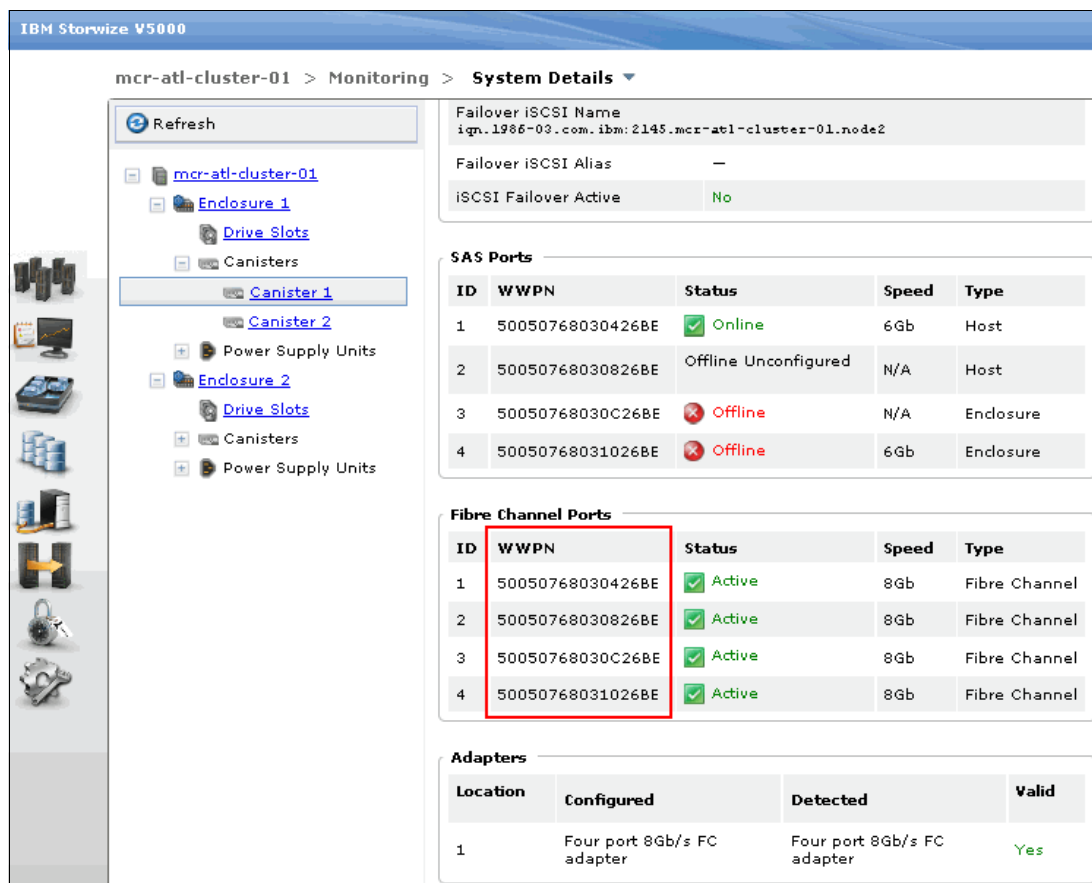 IBM Storwize V5000
mcr-atl-cluster-01 > Monitoring > System Details
Refresh
mcr-atl-cluster-01
Enclosure 1
Drive Slots
Canisters
Canister 1
Canister 2
Power Supply Units
Enclosure 2
Drive Slots
Canisters
Power Supply Units
Failover iSCSI Name
iqn.1986-03.com.ibm:2145.mcr-atl-cluster-01.node2
Failover iSCSI Alias —
iSCSI Failover Active No
SAS Ports
ID WWPN Status Speed Type
1 50050768030426BE Online 6Gb Host
2 50050768030826BE Offline Unconfigured N/A Host
3 50050768030C26BE Offline N/A Enclosure
4 50050768031026BE Offline 6Gb Enclosure
Fibre Channel Ports
ID WWPN Status Speed Type
1 50050768030426BE Active 8Gb Fibre Channel
2 50050768030826BE Active 8Gb Fibre Channel
3 50050768030C26BE Active 8Gb Fibre Channel
4 50050768031026BE Active 8Gb Fibre Channel
Adapters
Location Configured Detected Valid
1 Four port 8Gb/s FC adapter Four port 8Gb/s FC adapter Yes